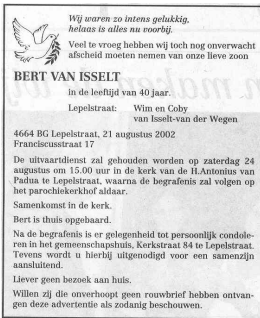 Wij waren zo intens gelukkig,
helaas is alles nu voorbij.
Veel te vroeg hebben wij toch nog onverwacht
afscheid moeten nemen van onze lieve zoon
BERT VAN ISSELT
in de leeftijd van 40 jaar.
Lepelstraat: Wim en Coby
van Isselt-van der Wegen
4664 BG Lepelstraat, 21 augustus 2002
Franciscusstraat 17
De uitvaartdienst zal gehouden worden op zaterdag 24
augustus om 15.00 uur in de kerk van de H.Antonius van
Padua te Lepelstraat, waarna de begrafenis zal volgen op
het parochiekerkhof aldaar.
Samenkomst in de kerk.
Bert is thuis opgebaard.
Na de begrafenis is er gelegenheid tot persoonlijk condole-
ren in het gemeenschapshuis, Kerkstraat 84 te Lepelstraat.
Tevens wordt u hierbij uitgenodigd voor een samenzijn
aansluitend.
Liever geen bezoek aan huis.
Willen zij die onverhoopt geen rouwbrief hebben ontvan-
gen deze advertentie als zodanig beschouwen.